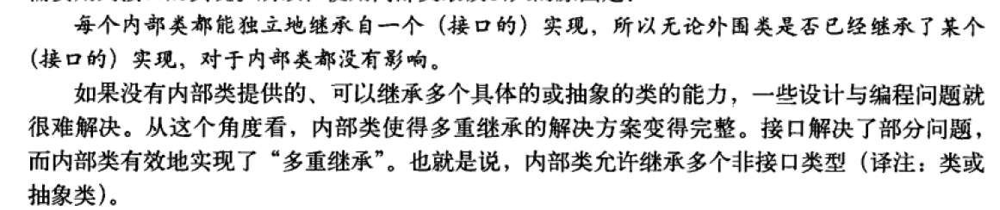 每个内部类都能独立地继承自一个（接口的）实现，所以无论外围类是否已经继承了某个
（接口的）实现，对于内部类都没有影响。
如果没有内部类提供的、可以继承多个具体的或抽象的类的能力，一些设计与编程问题就
很难解决。从这个角度看，内部类使得多重继承的解决方案变得完整。接口解决了部分问题，
而内部类有效地实现了“多重继承”。也就是说，内部类允许继承多个非接口类型（译注：类或
抽象类）。